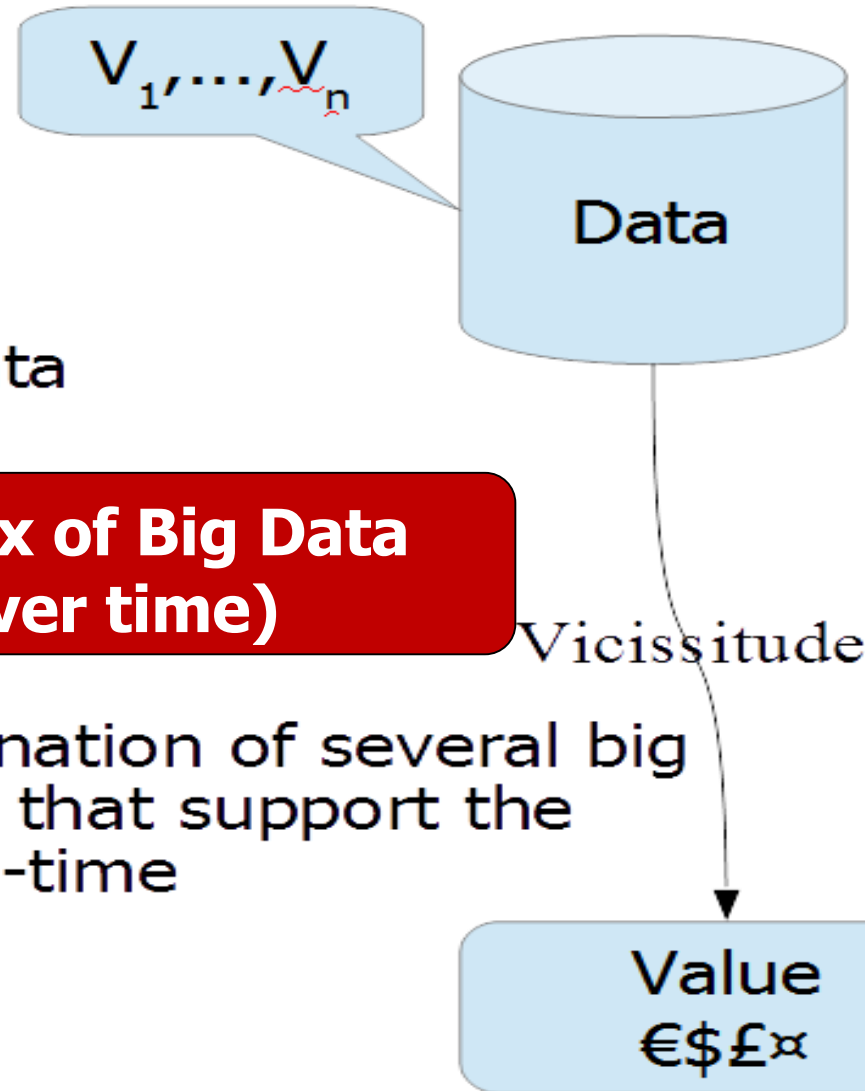 V1,...,Vn
Data
ta
x of Big Data
ver time)
Vicissitude
nation of several big
that support the
-time
Value
€$£¤